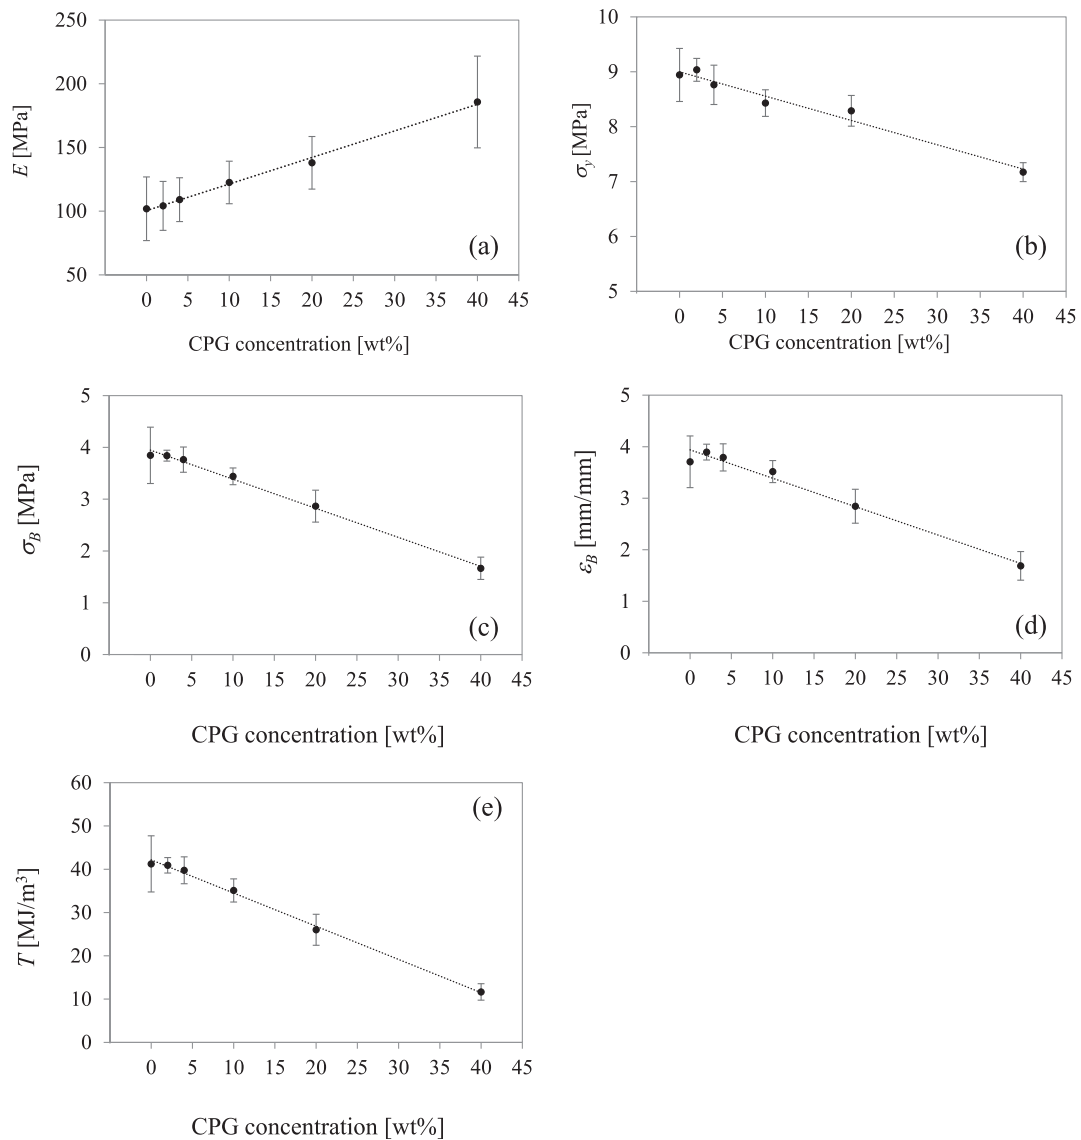 250
200
150
100
50
E [MPa]
(a)
0 5 10 15 20 25 30 35 40 45
CPG concentration [wt%]
10
9
8
7
6
5
σy [MPa]
(b)
0 5 10 15 20 25 30 35 40 45
CPG concentration [wt%]
5
4
3
2
1
0
σB [MPa]
(c)
0 5 10 15 20 25 30 35 40 45
CPG concentration [wt%]
5
4
3
2
1
0
εB [mm/mm]
(d)
0 5 10 15 20 25 30 35 40 45
CPG concentration [wt%]
60
50
40
30
20
10
0
T [MJ/m³]
(e)
0 5 10 15 20 25 30 35 40 45
CPG concentration [wt%]